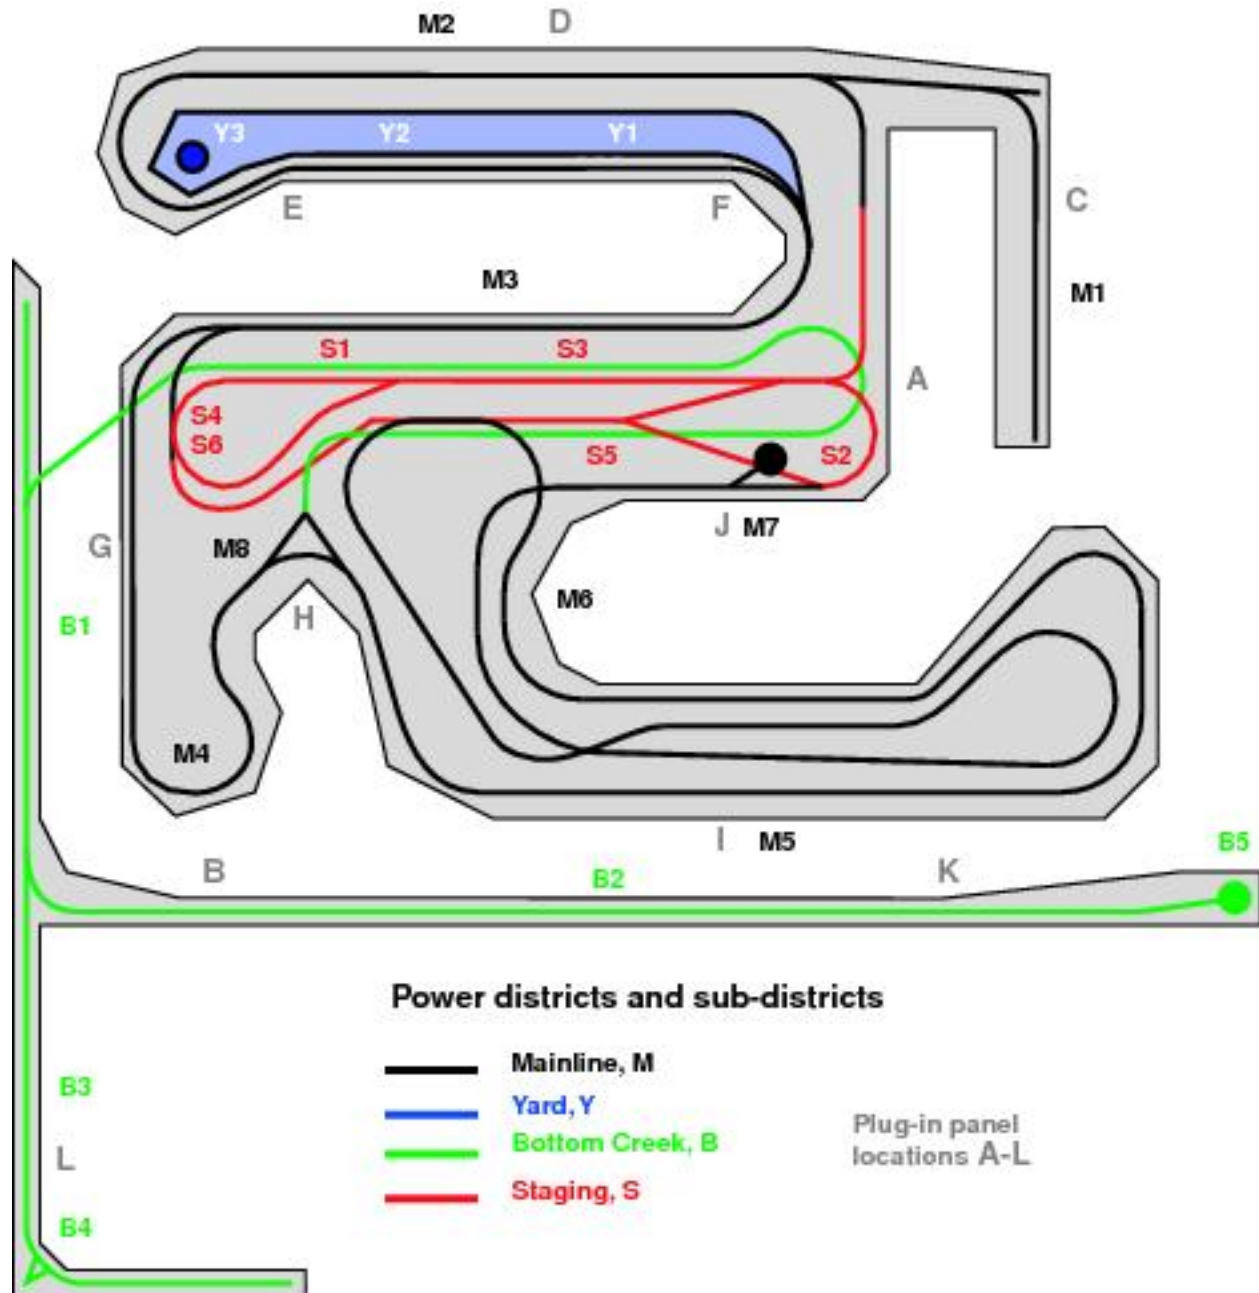 M2 D
Y3 Y2 Y1
E F C
M3 M1
S1 S3
A
S4
S6
S5 S2
J M7
G M8
M6
H
B1
M4
I M5 B5
B B2 K
Power districts and sub-districts
Mainline, M
Yard, Y
Bottom Creek, B
Staging, S
Plug-in panel
locations A-L
B3
L
B4